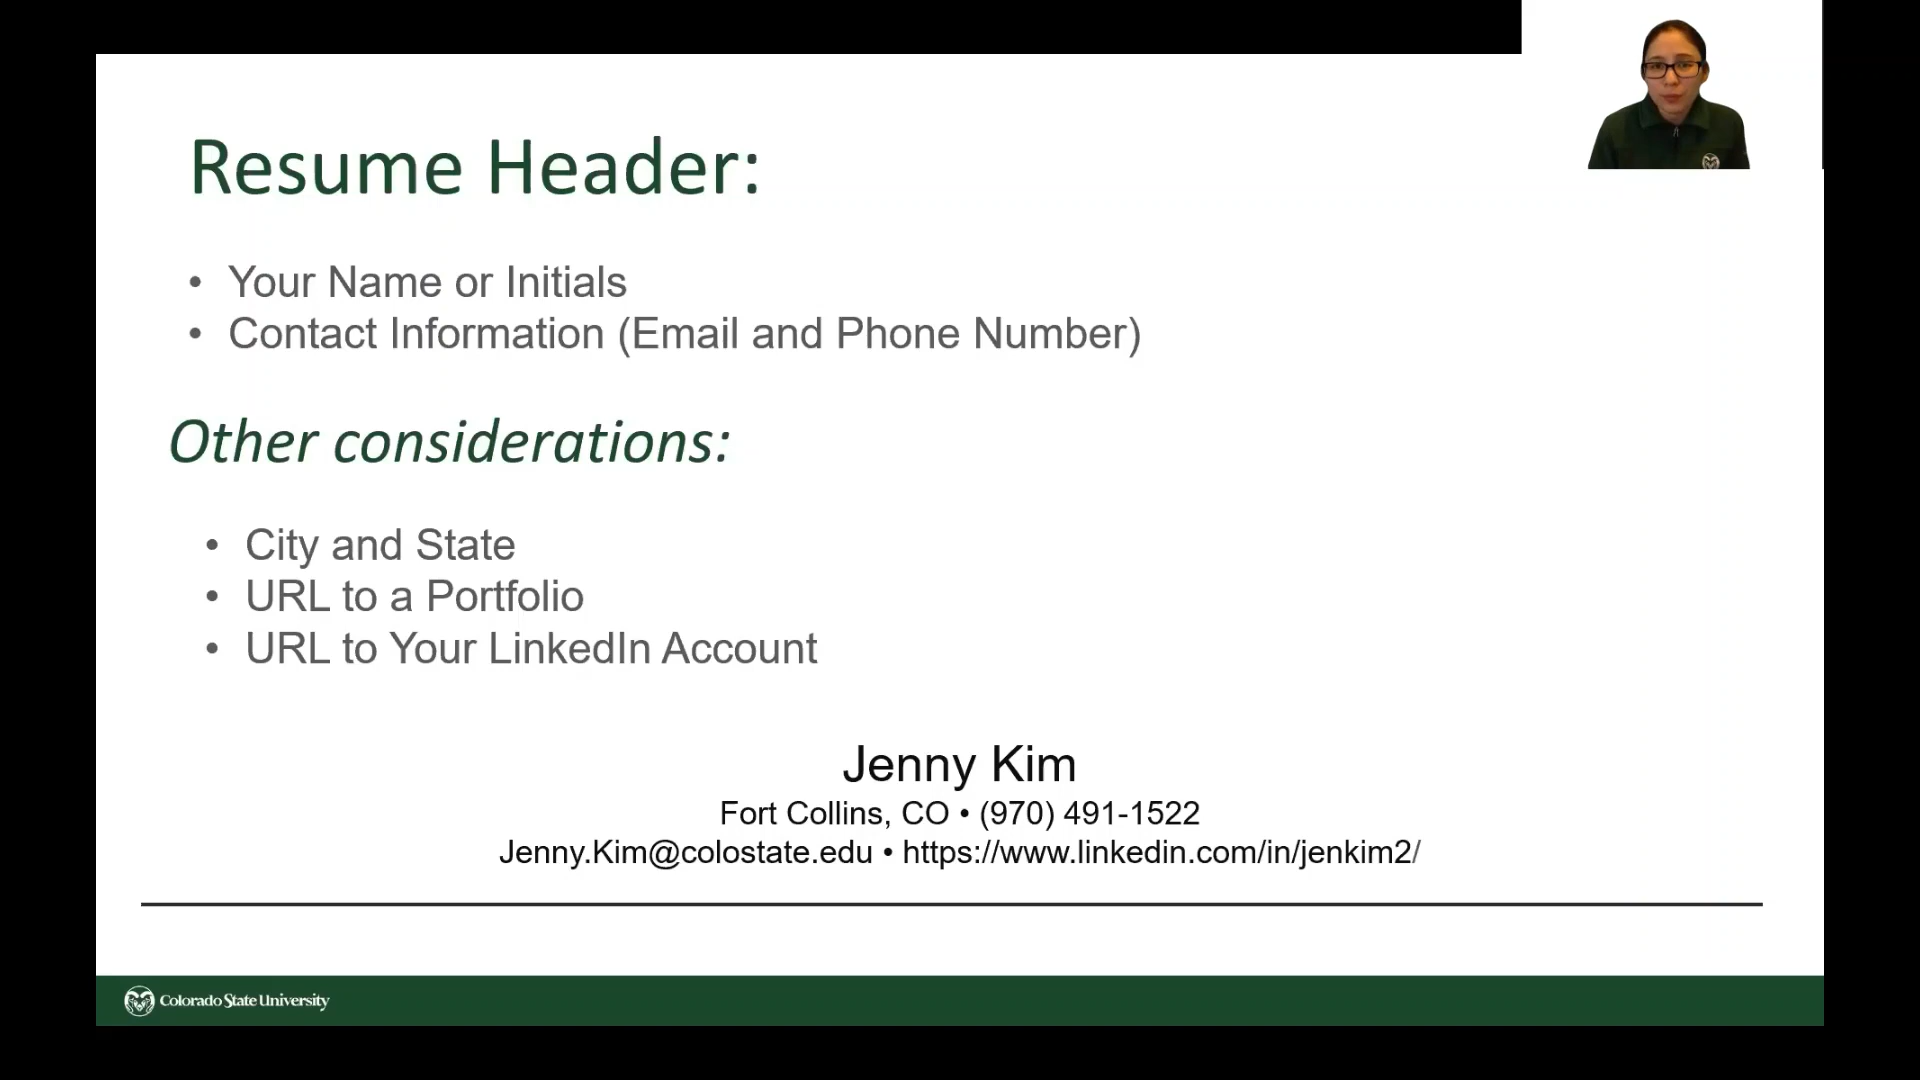 Resume Header:
• Your Name or Initials
• Contact Information (Email and Phone Number)
Other considerations:
• City and State
• URL to a Portfolio
• URL to Your LinkedIn Account
Jenny Kim
Fort Collins, CO • (970) 491-1522
Jenny.Kim@colostate.edu • https://www.linkedin.com/in/jenkim2/
Colorado State University